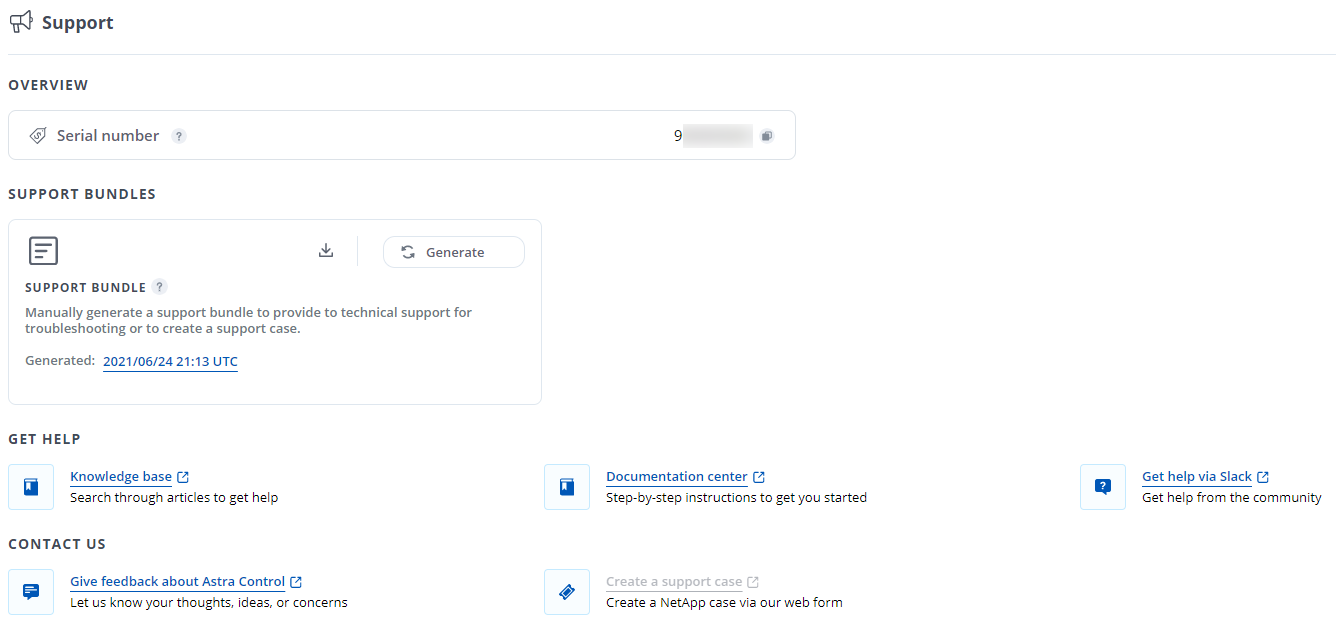 Support
OVERVIEW
Serial number ?
9
SUPPORT BUNDLES
Generate
SUPPORT BUNDLE ?
Manually generate a support bundle to provide to technical support for
troubleshooting or to create a support case.
Generated: 2021/06/24 21:13 UTC
GET HELP
Knowledge base
Search through articles to get help
Documentation center
Step-by-step instructions to get you started
Get help via Slack
Get help from the community
CONTACT US
Give feedback about Astra Control
Let us know your thoughts, ideas, or concerns
Create a support case
Create a NetApp case via our web form